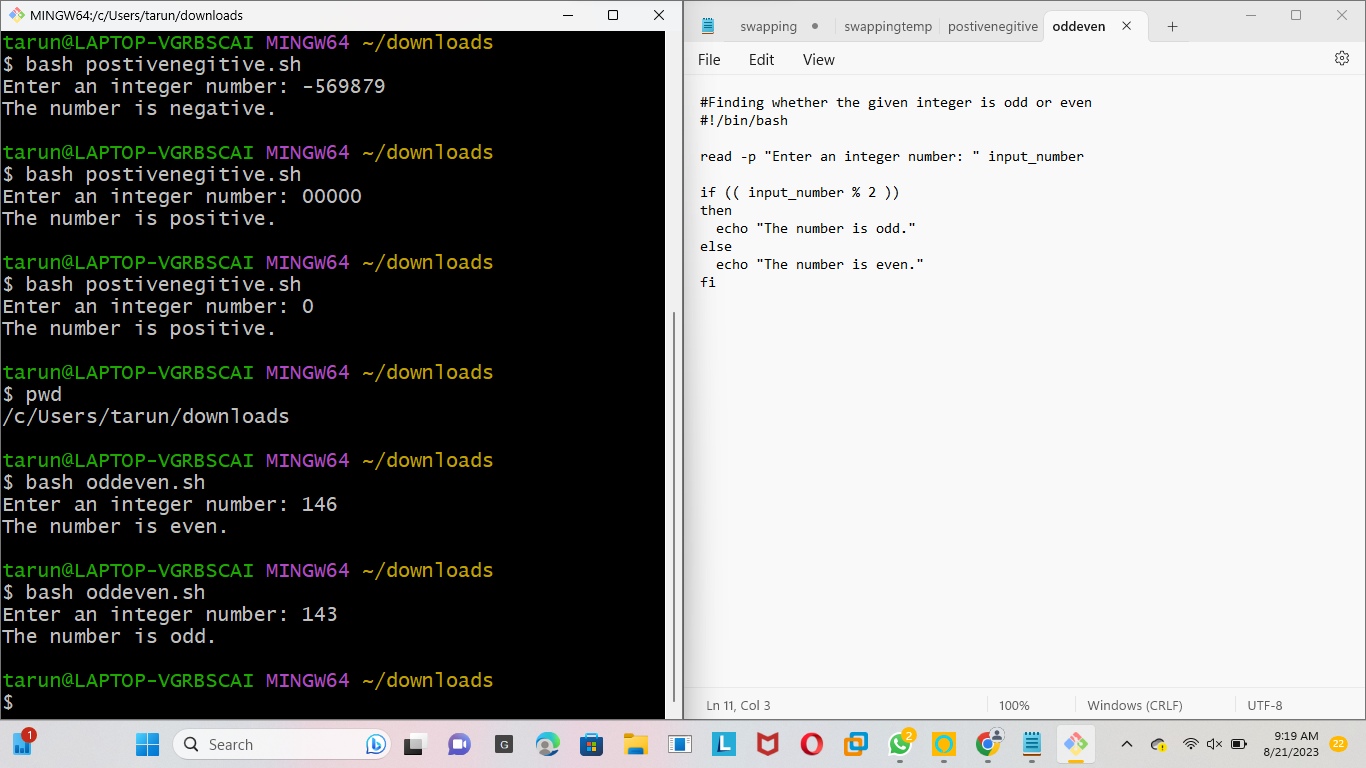 MINGW64:/c/Users/tarun/downloads
tarun@LAPTOP-VGRBSCAI MINGW64 ~/downloads
$ bash postivenegitive.sh
Enter an integer number: -569879
The number is negative.
tarun@LAPTOP-VGRBSCAI MINGW64 ~/downloads
$ bash postivenegitive.sh
Enter an integer number: 00000
The number is positive.
tarun@LAPTOP-VGRBSCAI MINGW64 ~/downloads
$ bash postivenegitive.sh
Enter an integer number: 0
The number is positive.
tarun@LAPTOP-VGRBSCAI MINGW64 ~/downloads
$ pwd
/c/Users/tarun/downloads
tarun@LAPTOP-VGRBSCAI MINGW64 ~/downloads
$ bash oddeven.sh
Enter an integer number: 146
The number is even.
tarun@LAPTOP-VGRBSCAI MINGW64 ~/downloads
$ bash oddeven.sh
Enter an integer number: 143
The number is odd.
tarun@LAPTOP-VGRBSCAI MINGW64 ~/downloads
$
swapping swappingtemp postivenegitive oddeven
File Edit View
#Finding whether the given integer is odd or even
#!/bin/bash
read -p "Enter an integer number: " input_number
if (( input_number % 2 ))
then
  echo "The number is odd."
else
  echo "The number is even."
fi
Ln 11, Col 3 100% Windows (CRLF) UTF-8
1
Search
G
L
2
9:19 AM
8/21/2023
22